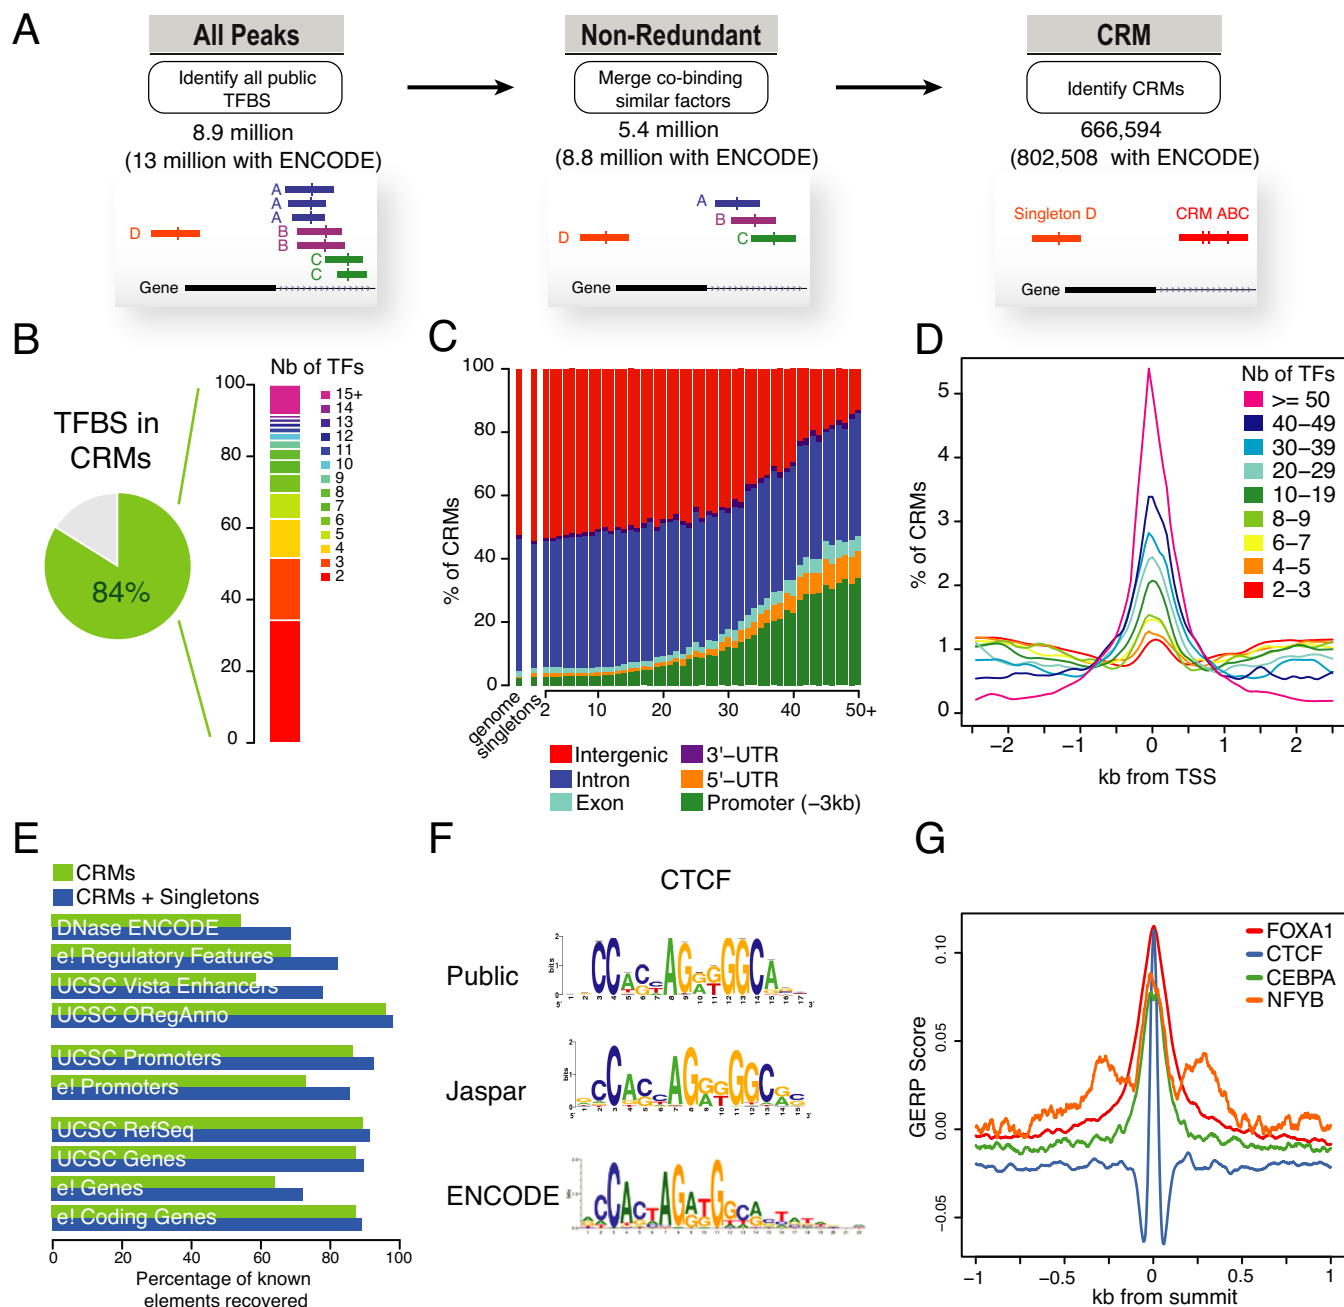 A
All Peaks
Identify all public
TFBS
8.9 million
(13 million with ENCODE)
A
A
A
B
B
C
C
D
Gene
Non-Redundant
Merge co-binding
similar factors
5.4 million
(8.8 million with ENCODE)
A
B
C
D
Gene
CRM
Identify CRMs
666,594
(802,508 with ENCODE)
Singleton D
CRM ABC
Gene
B
TFBS in
CRMs
84%
Nb of TFs
100
80
60
40
20
0
15+
14
13
12
11
10
9
8
7
6
5
4
3
2
C
% of CRMs
100
80
60
40
20
0
genome
singletons
2
10
20
30
40
50+
Intergenic
Intron
Exon
3'−UTR
5'−UTR
Promoter (−3kb)
D
% of CRMs
5
4
3
2
1
0
Nb of TFs
>= 50
40−49
30−39
20−29
10−19
8−9
6−7
4−5
2−3
−2
−1
0
1
2
kb from TSS
E
CRMs
CRMs + Singletons
DNase ENCODE
e! Regulatory Features
UCSC Vista Enhancers
UCSC ORegAnno
UCSC Promoters
e! Promoters
UCSC RefSeq
UCSC Genes
e! Genes
e! Coding Genes
0 20 40 60 80 100
Percentage of known
elements recovered
F
CTCF
Public
Jaspar
ENCODE
G
GERP Score
0.10
0.05
0.00
−0.05
FOXA1
CTCF
CEBPA
NFYB
−1
−0.5
0
0.5
1
kb from summit